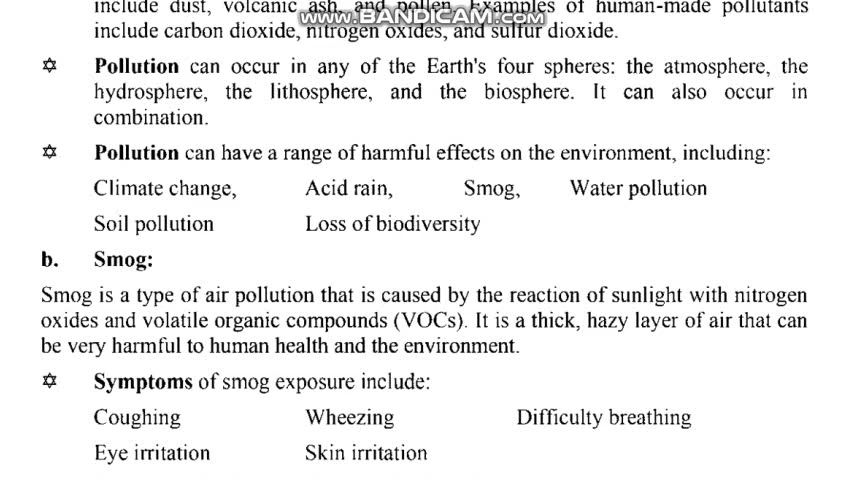 include dust, volcanic ash, and pollen. Examples of human-made pollutants
www.BANDICAM.com
include carbon dioxide, nitrogen oxides, and sulfur dioxide.
✡ Pollution can occur in any of the Earth's four spheres: the atmosphere, the
hydrosphere, the lithosphere, and the biosphere. It can also occur in
combination.
✡ Pollution can have a range of harmful effects on the environment, including:
Climate change, Acid rain, Smog, Water pollution
Soil pollution Loss of biodiversity
b. Smog:
Smog is a type of air pollution that is caused by the reaction of sunlight with nitrogen
oxides and volatile organic compounds (VOCs). It is a thick, hazy layer of air that can
be very harmful to human health and the environment.
✡ Symptoms of smog exposure include:
Coughing Wheezing Difficulty breathing
Eye irritation Skin irritation